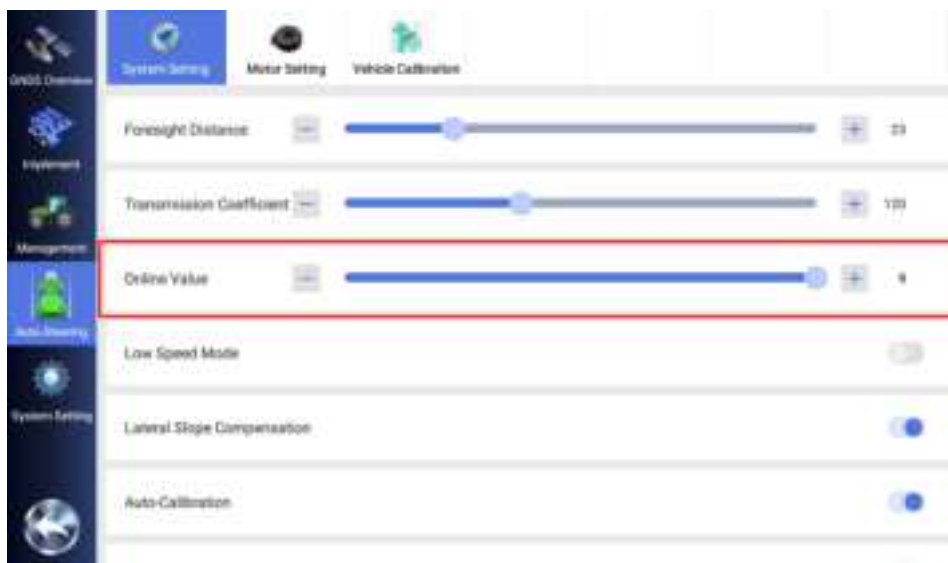 GNSS Overview
Implement
Management
Auto-Steering
System Setting
System Setting
Motor Setting
Vehicle Calibration
Foresight Distance
23
Transmission Coefficient
Online Value
Low Speed Mode
Lateral Slope Compensation
Auto-Calibration